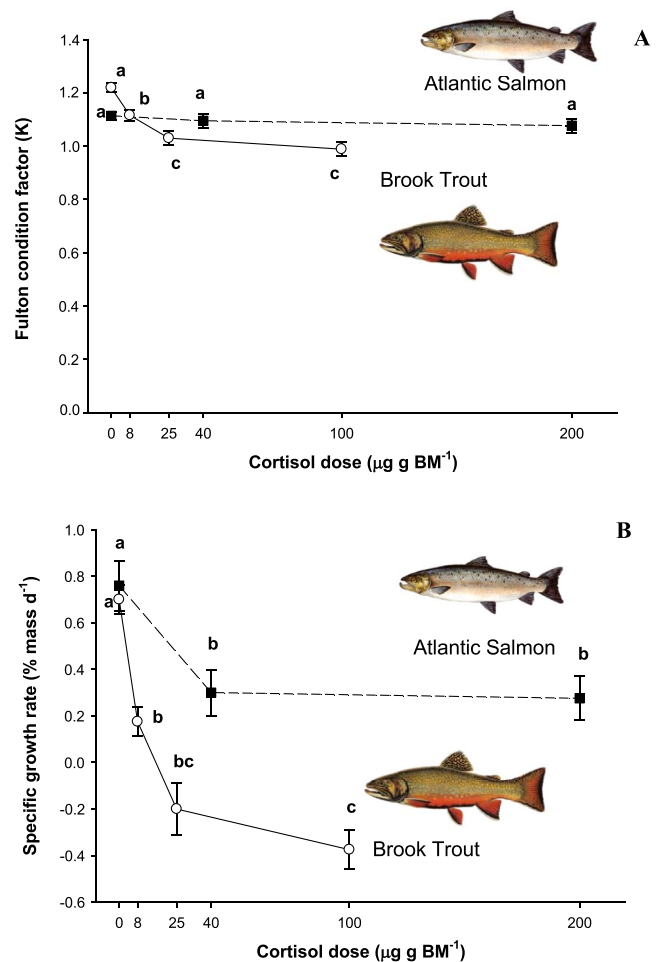 A
1.4
a
Atlantic Salmon
1.2
a
b
a
a
1.0
c
c
Brook Trout
0.8
0.6
0.4
0.2
0.0
Fulton condition factor (K)
0 8 25 40 100 200
Cortisol dose (μg g BM⁻¹)
B
1.0
a
0.8
a
0.6
Atlantic Salmon
b
b
0.4
0.2
b
0.0
bc
-0.2
c
Brook Trout
-0.4
-0.6
Specific growth rate (% mass d⁻¹)
0 8 25 40 100 200
Cortisol dose (μg g BM⁻¹)